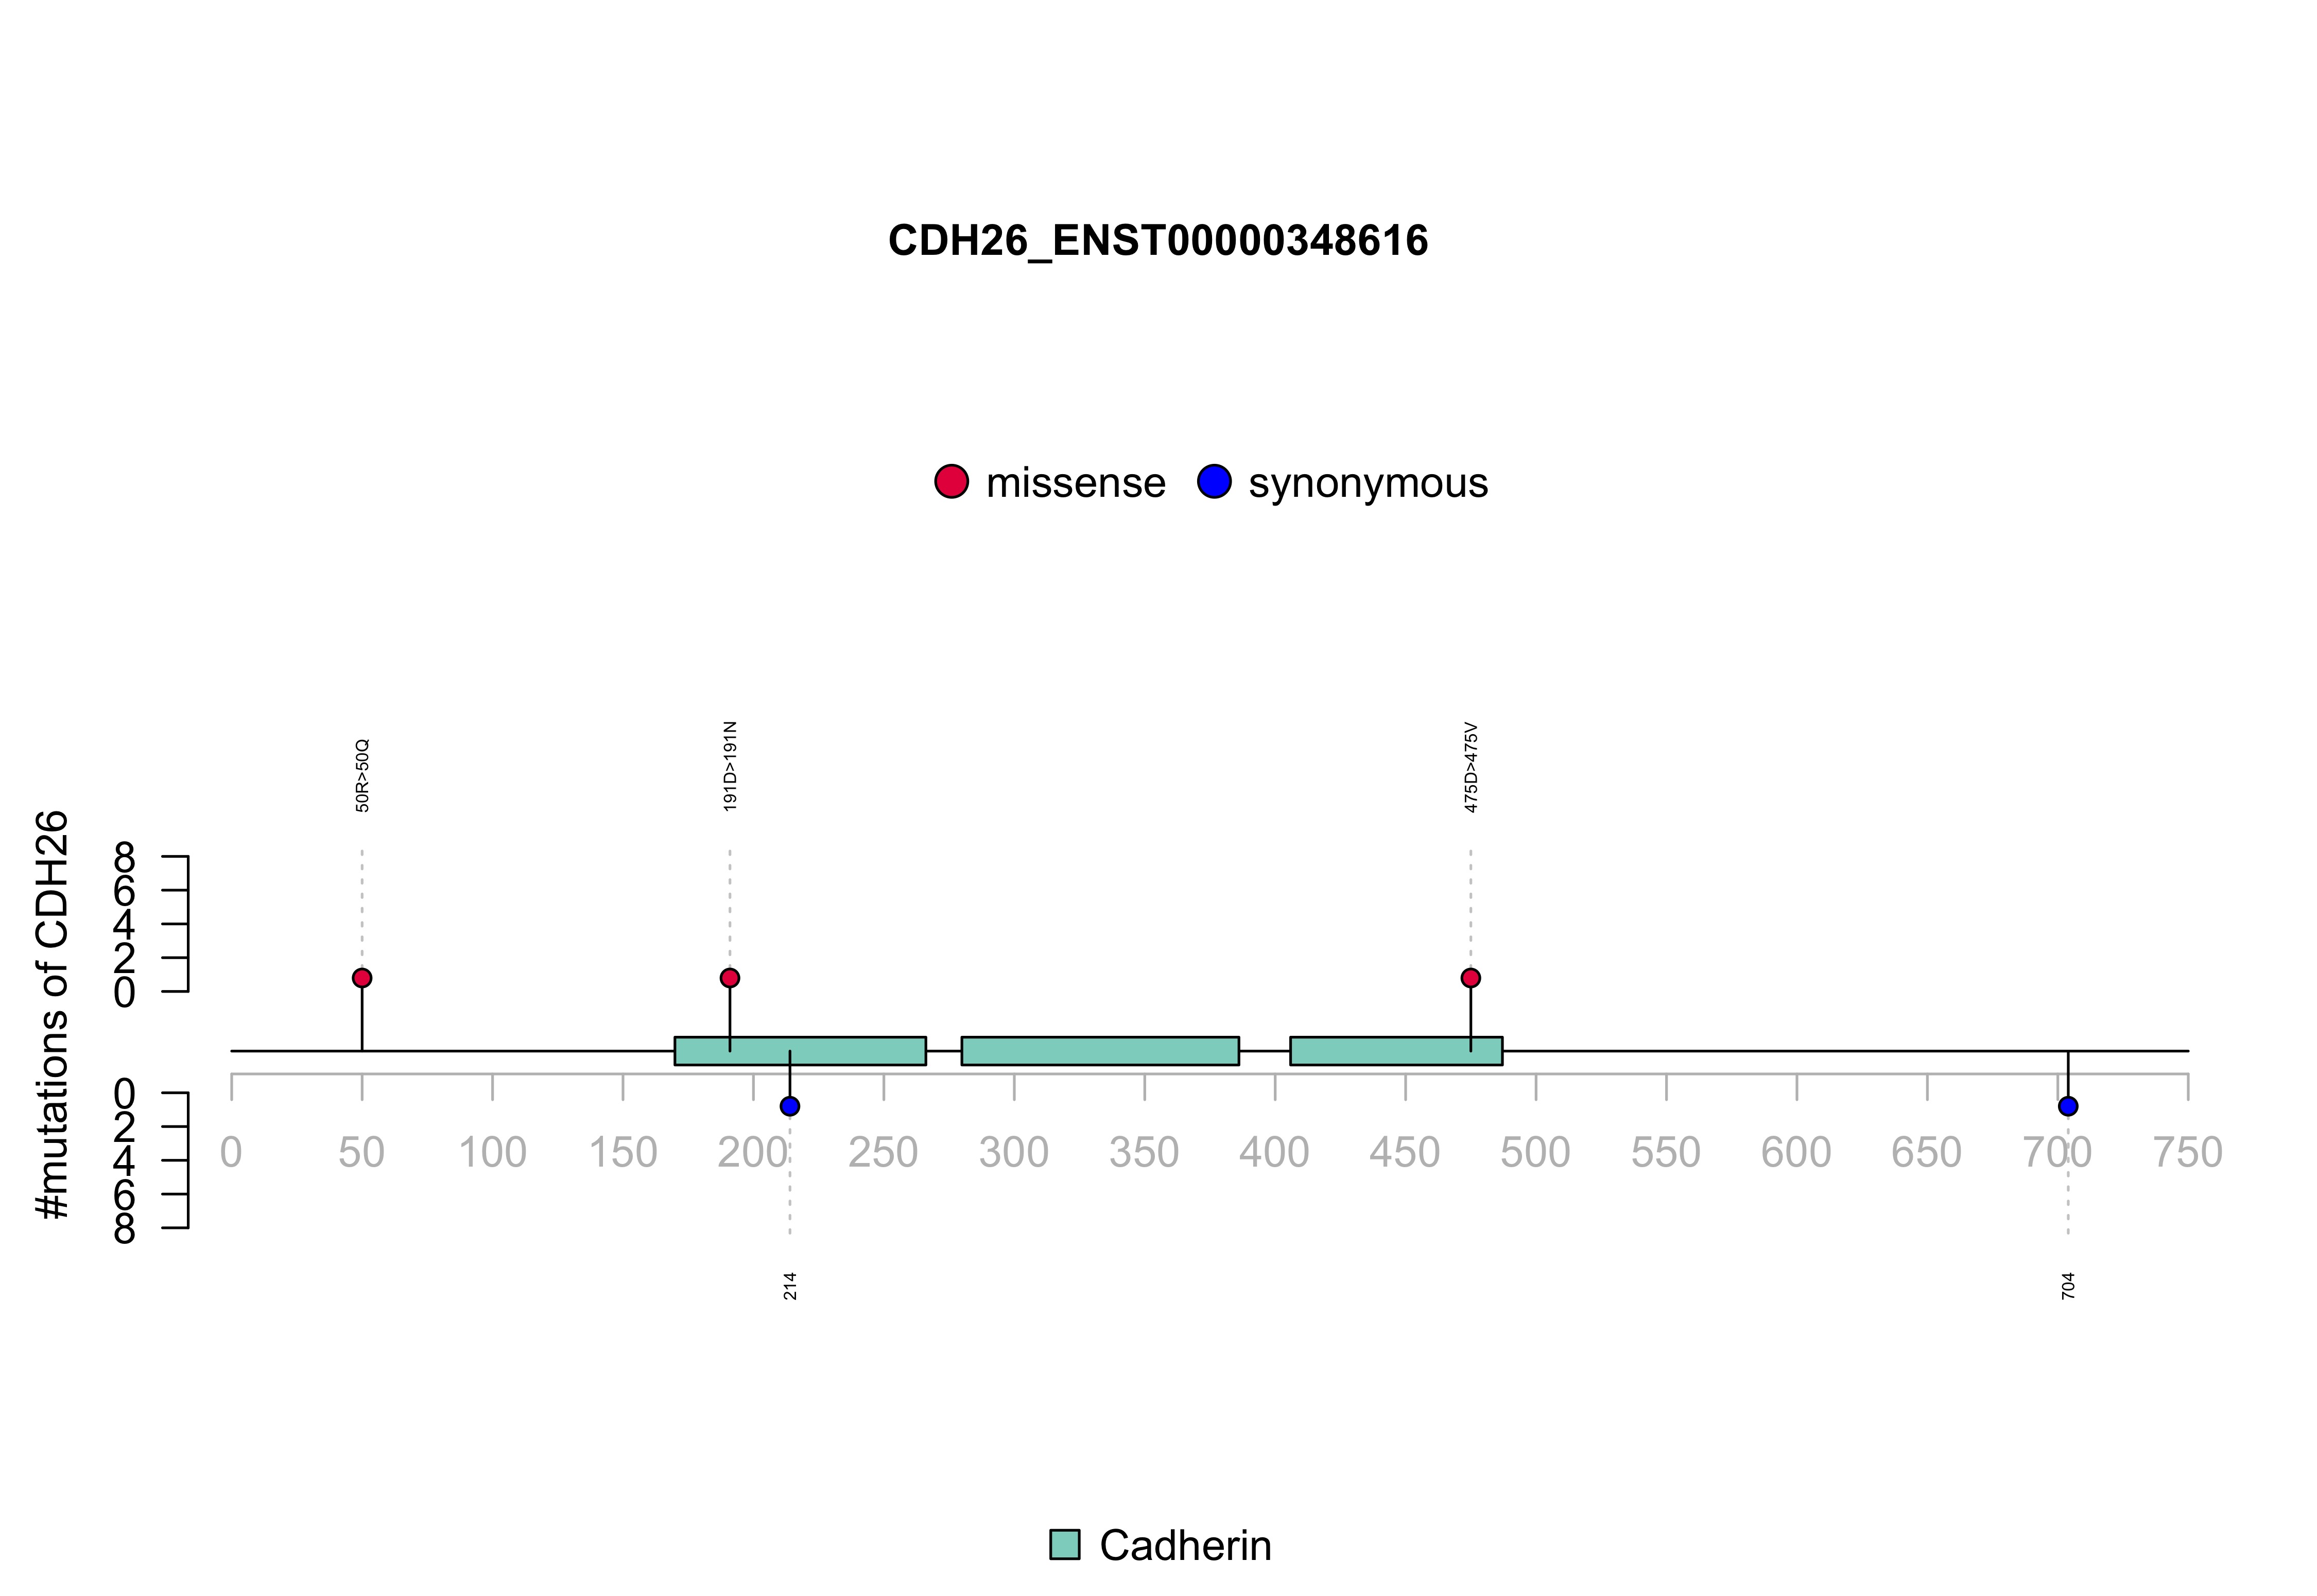 CDH26_ENST00000348616
missense synonymous
50R>50Q
191D>191N
475D>475V
#mutations of CDH26
8
6
4
2
0
0
2
4
6
8
0 50 100 150 200 250 300 350 400 450 500 550 600 650 700 750
214
704
Cadherin